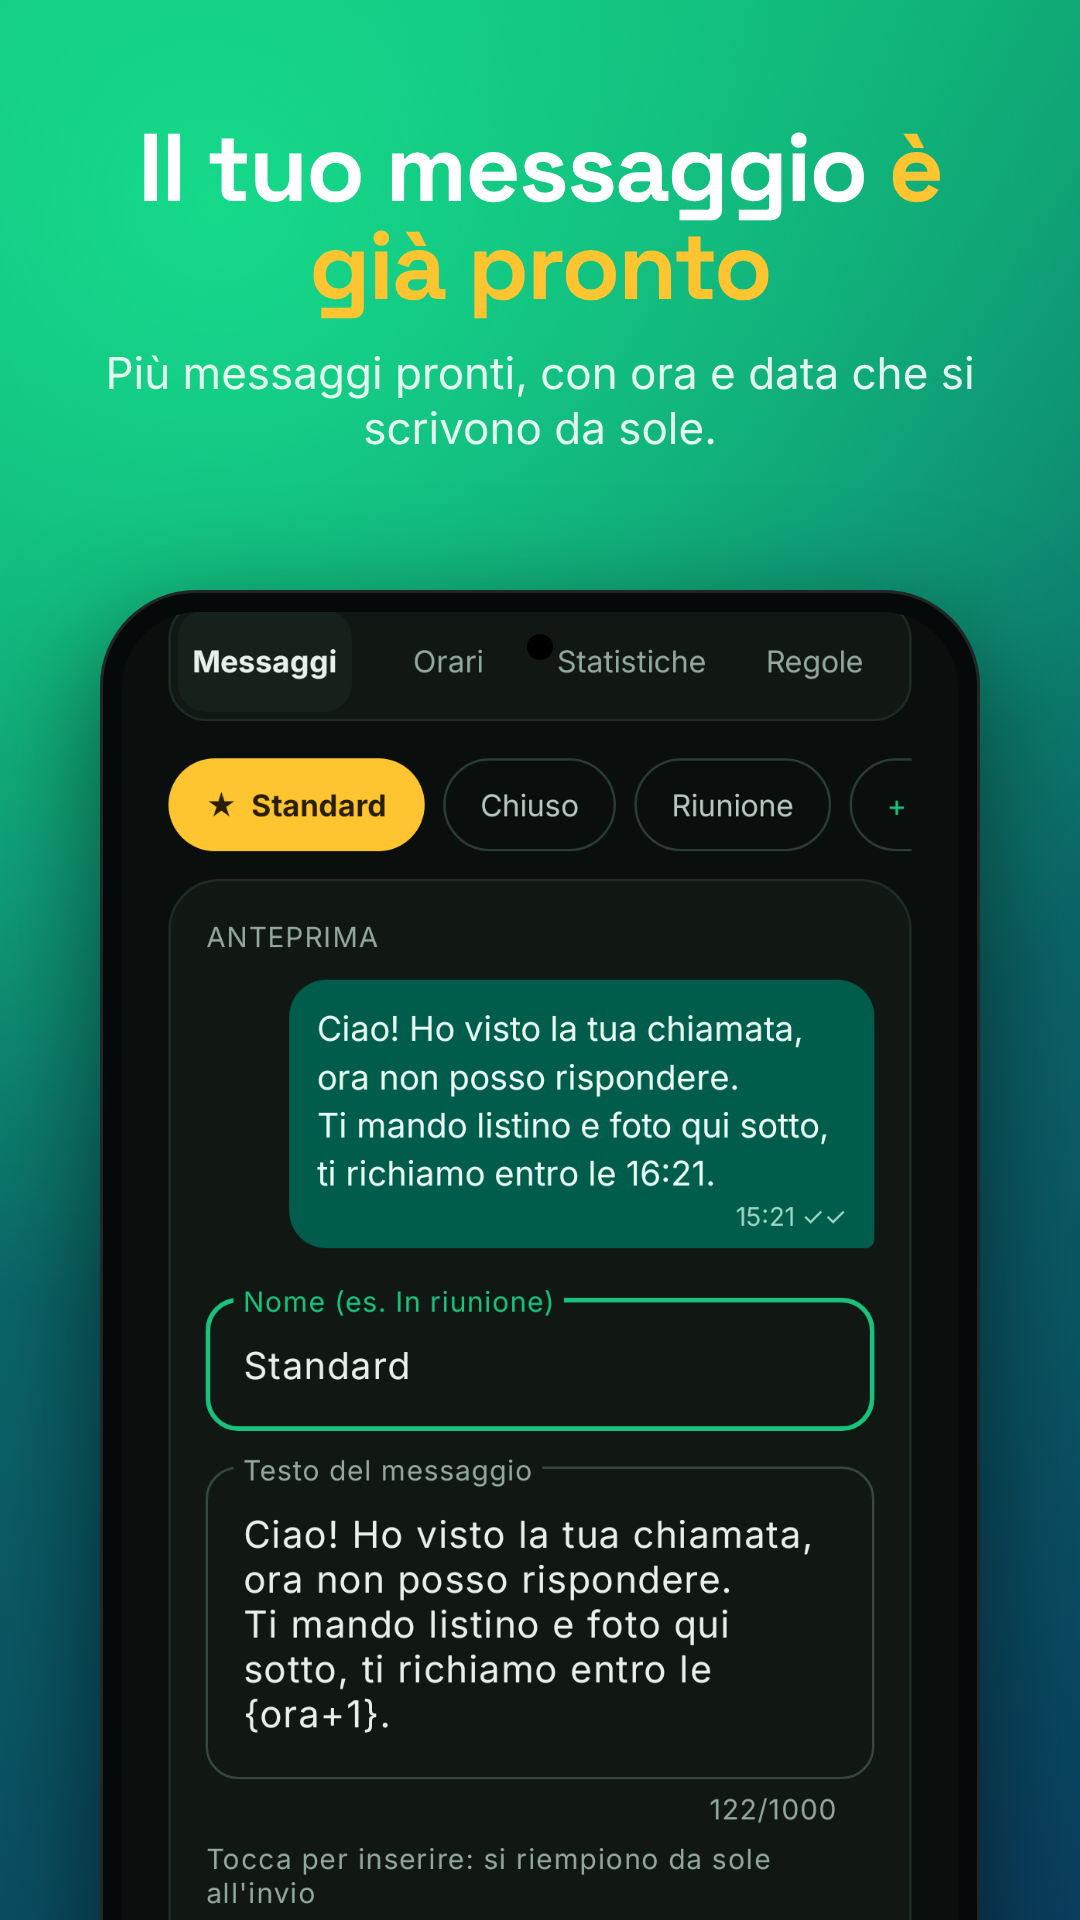 Il tuo messaggio è
già pronto
Più messaggi pronti, con ora e data che si
scrivono da sole.
Messaggi Orari Statistiche Regole
★ Standard Chiuso Riunione +
ANTEPRIMA
Ciao! Ho visto la tua chiamata,
ora non posso rispondere.
Ti mando listino e foto qui sotto,
ti richiamo entro le 16:21.
15:21 ✓✓
Nome (es. In riunione)
Standard
Testo del messaggio
Ciao! Ho visto la tua chiamata,
ora non posso rispondere.
Ti mando listino e foto qui
sotto, ti richiamo entro le
{ora+1}.
122/1000
Tocca per inserire: si riempiono da sole
all'invio